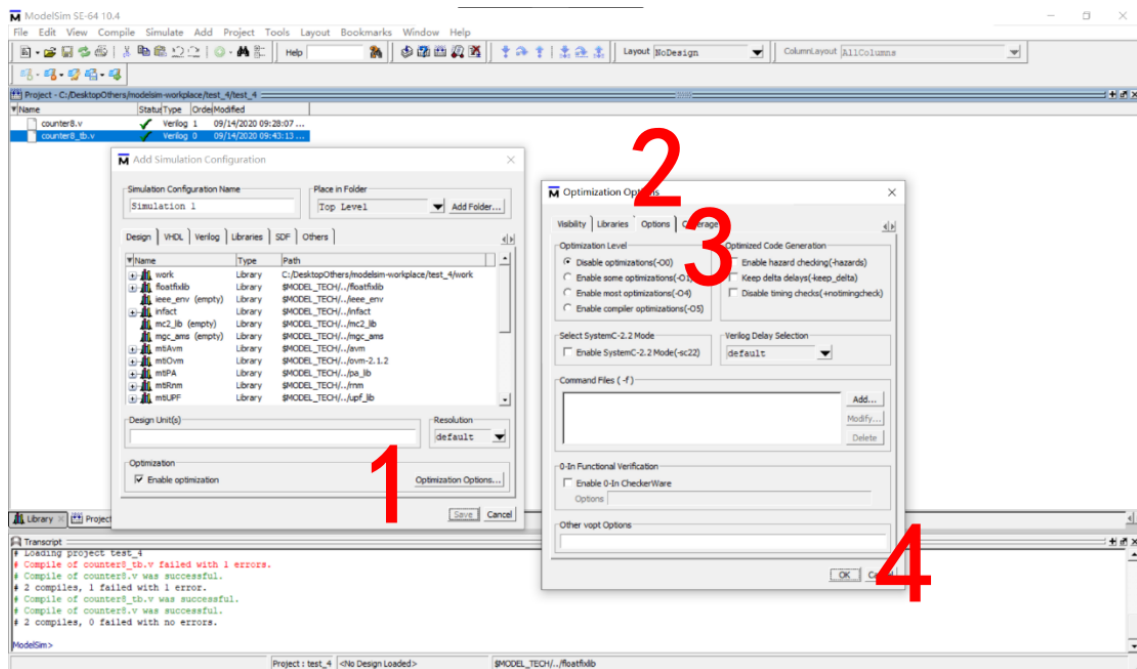 ModelSim SE-64 10.4
File Edit View Compile Simulate Add Project Tools Layout Bookmarks Window Help
Help
Layout NoDesign
ColumnLayout AllColumns
Project - C:/DesktopOthers/modelsim-workplace/test_4/test_4
Name Status Type Order Modified
counter8.v Verilog 1 09/14/2020 09:28:07 ...
counter8_tb.v Verilog 0 09/14/2020 09:43:13 ...
Add Simulation Configuration
Simulation Configuration Name
Simulation 1
Place in Folder
Top Level
Add Folder...
Design VHDL Verilog Libraries SDF Others
Name Type Path
work Library C:/DesktopOthers/modelsim-workplace/test_4/work
floatfixlib Library $MODEL_TECH/../floatfixlib
ieee_env (empty) Library $MODEL_TECH/../ieee_env
infact Library $MODEL_TECH/../infact
mc2_lib (empty) Library $MODEL_TECH/../mc2_lib
mgc_ams (empty) Library $MODEL_TECH/../mgc_ams
mtiAvm Library $MODEL_TECH/../avm
mtiOvm Library $MODEL_TECH/../ovm-2.1.2
mtiPA Library $MODEL_TECH/../pa_lib
mtiRnm Library $MODEL_TECH/../rnm
mtiUPF Library $MODEL_TECH/../upf_lib
Design Unit(s)
Resolution
default
Optimization
Enable optimization
Optimization Options...
Save Cancel
1
2
Optimization Options
Visibility Libraries Options Coverage
3
Optimization Level
Disable optimizations(-O0)
Enable some optimizations(-O1)
Enable most optimizations(-O4)
Enable compiler optimizations(-O5)
Optimized Code Generation
Enable hazard checking(-hazards)
Keep delta delays(-keep_delta)
Disable timing checks(+notimingcheck)
Select SystemC-2.2 Mode
Enable SystemC-2.2 Mode(-sc22)
Verilog Delay Selection
default
Command Files ( -f )
Add...
Modify...
Delete
0-In Functional Verification
Enable 0-In CheckerWare
Options
Other vopt Options
OK Cancel
4
Library Project
Transcript
# Loading project test_4
# Compile of counter8_tb.v failed with 1 errors.
# Compile of counter8.v was successful.
# 2 compiles, 1 failed with 1 error.
# Compile of counter8_tb.v was successful.
# Compile of counter8.v was successful.
# 2 compiles, 0 failed with no errors.
ModelSim>
Project : test_4 <No Design Loaded> $MODEL_TECH/../floatfixlib